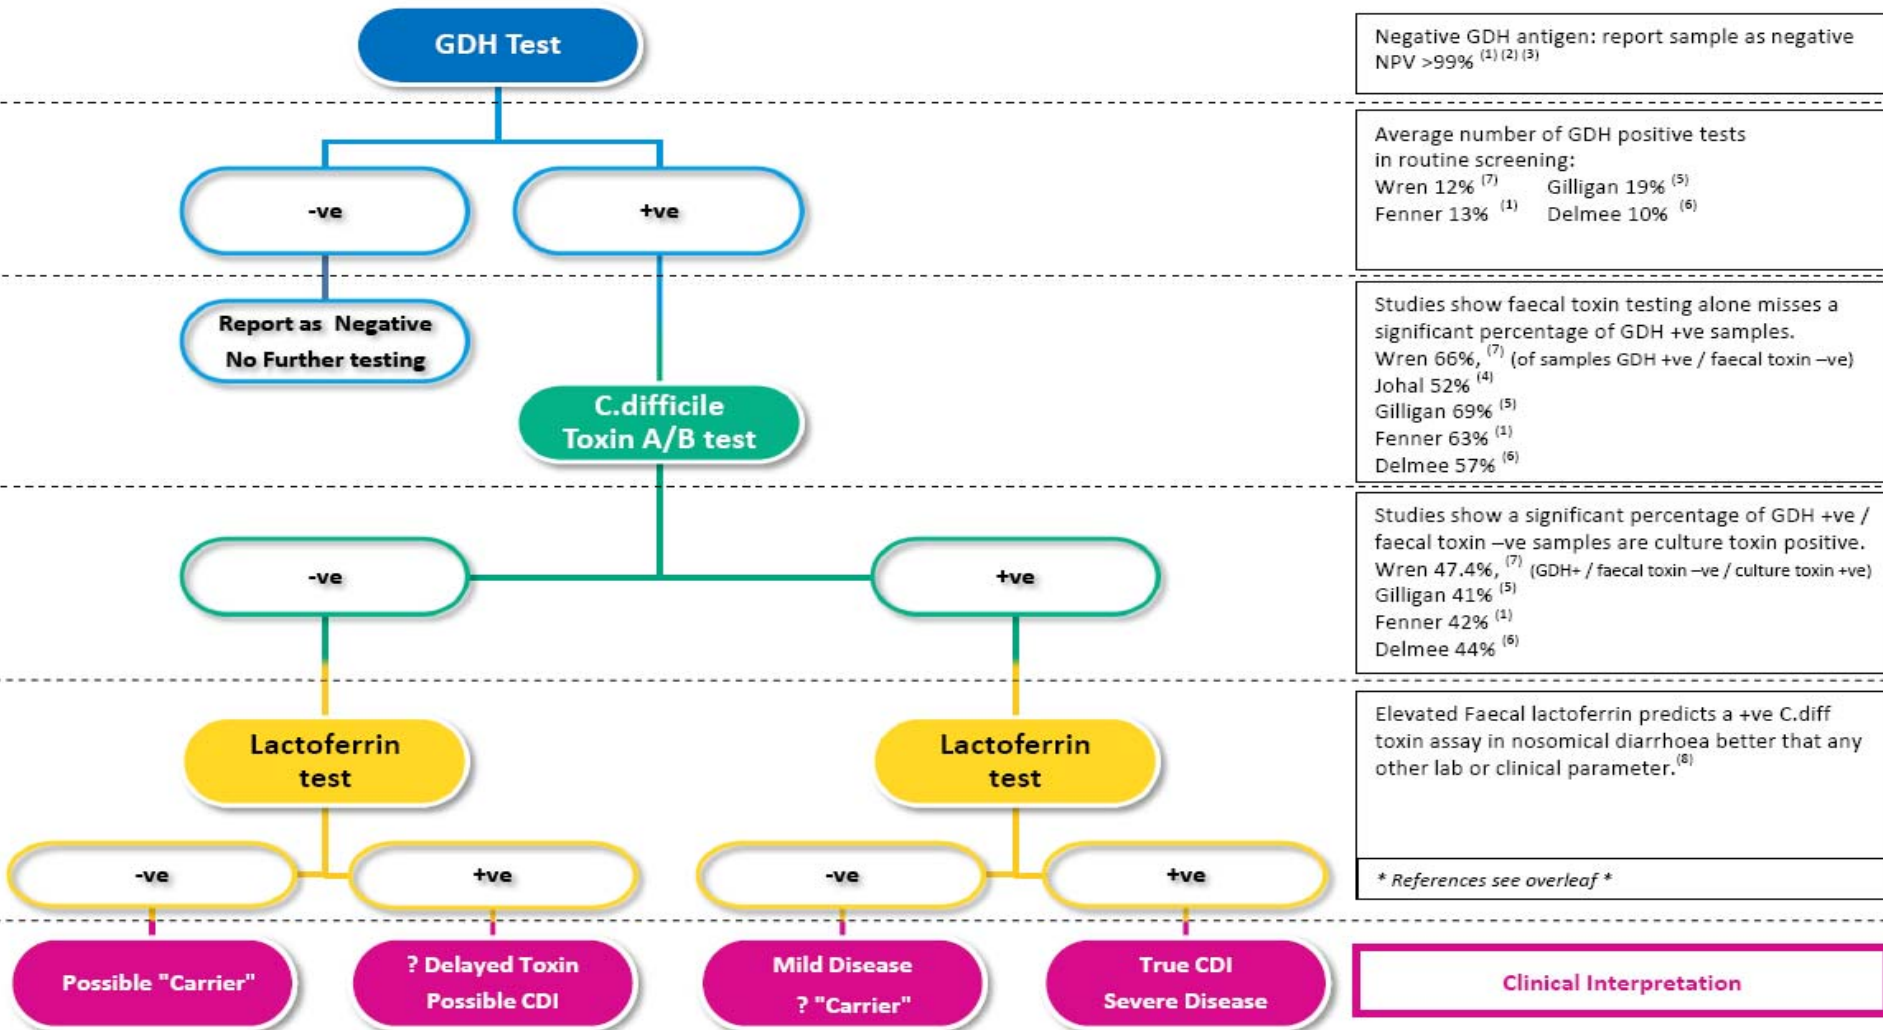 GDH Test
Negative GDH antigen: report sample as negative
NPV >99% (1) (2) (3)
-ve
+ve
Average number of GDH positive tests
in routine screening:
Wren 12% (7) Gilligan 19% (5)
Fenner 13% (1) Delmee 10% (6)
Report as Negative
No Further testing
C.difficile
Toxin A/B test
Studies show faecal toxin testing alone misses a
significant percentage of GDH +ve samples.
Wren 66%, (7) (of samples GDH +ve / faecal toxin –ve)
Johal 52% (4)
Gilligan 69% (5)
Fenner 63% (1)
Delmee 57% (6)
-ve
+ve
Studies show a significant percentage of GDH +ve /
faecal toxin –ve samples are culture toxin positive.
Wren 47.4%, (7) (GDH+ / faecal toxin –ve / culture toxin +ve)
Gilligan 41% (5)
Fenner 42% (1)
Delmee 44% (6)
Lactoferrin
test
Lactoferrin
test
Elevated Faecal lactoferrin predicts a +ve C.diff
toxin assay in nosomical diarrhoea better that any
other lab or clinical parameter.(8)
-ve
+ve
-ve
+ve
* References see overleaf *
Possible "Carrier"
? Delayed Toxin
Possible CDI
Mild Disease
? "Carrier"
True CDI
Severe Disease
Clinical Interpretation